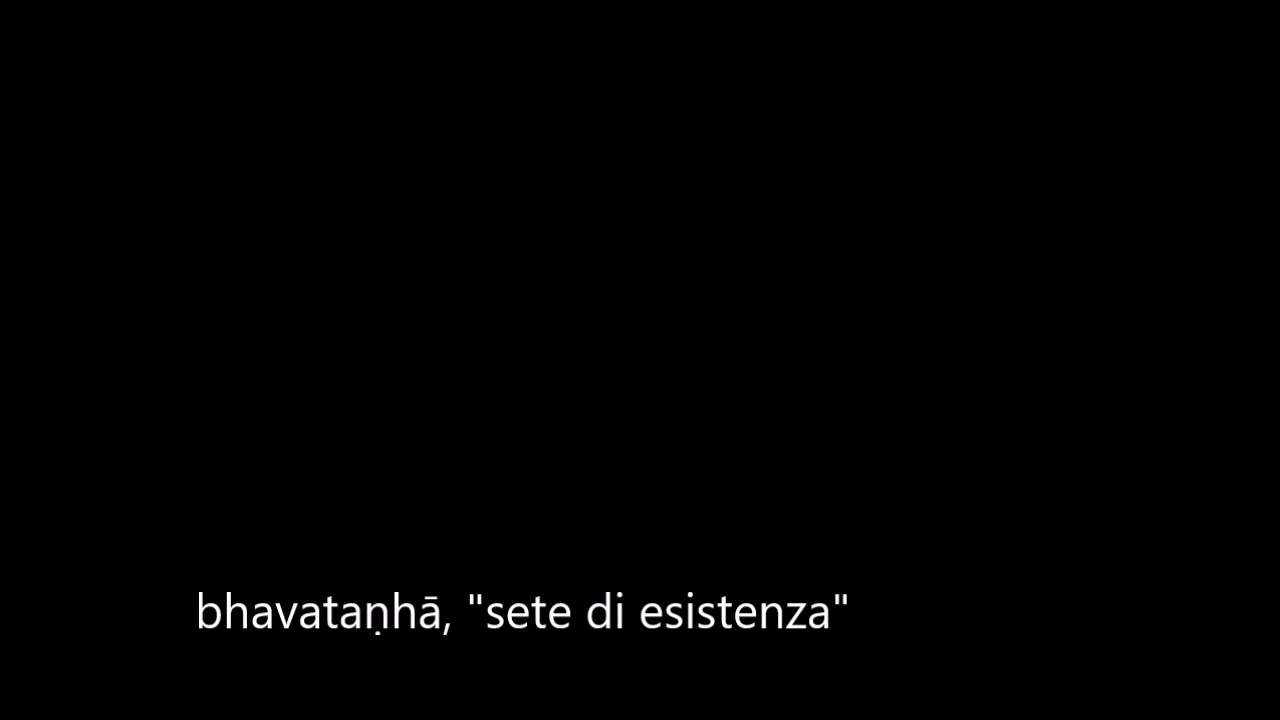 bhavataṇhā, "sete di esistenza"